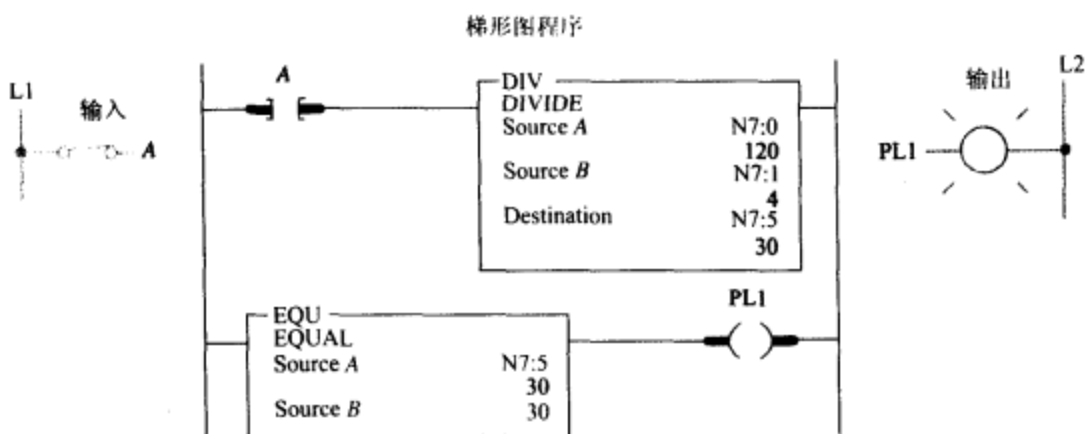 梯形图程序
L1
输入
A
A
DIV
DIVIDE
Source A N7:0
120
Source B N7:1
4
Destination N7:5
30
输出
L2
PL1
EQU
EQUAL
Source A N7:5
30
Source B 30
PL1